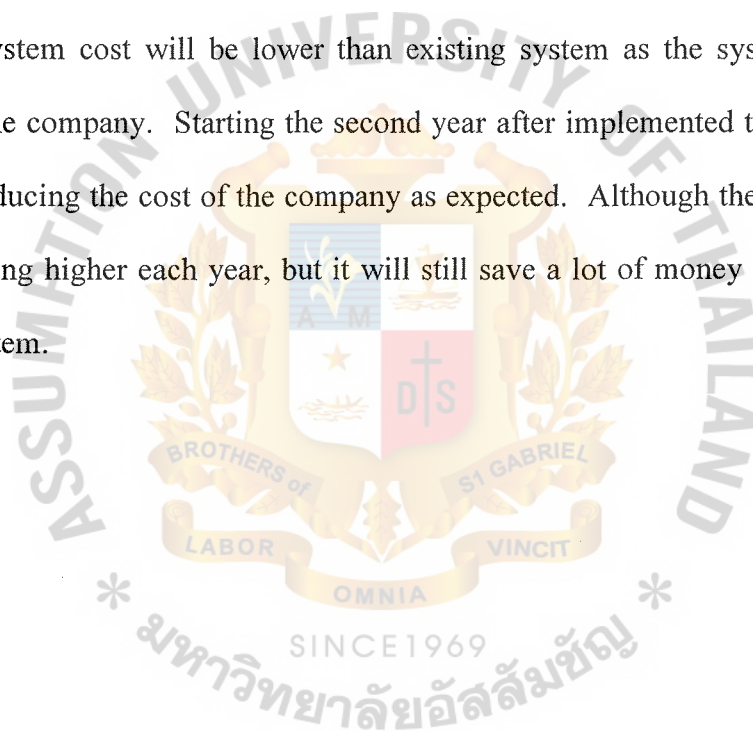 ystem cost will be lower than existing system as the sys
ne company. Starting the second year after implemented t
ducing the cost of the company as expected. Although the
ng higher each year, but it will still save a lot of money
tem.
ASSUMPTION UNIVERSITY OF THAILAND
A M
D S
BROTHERS of S1 GABRIEL
LABOR VINCIT
OMNIA
SINCE1969
* มหาวิทยาลัยอัสสัมชัญ *